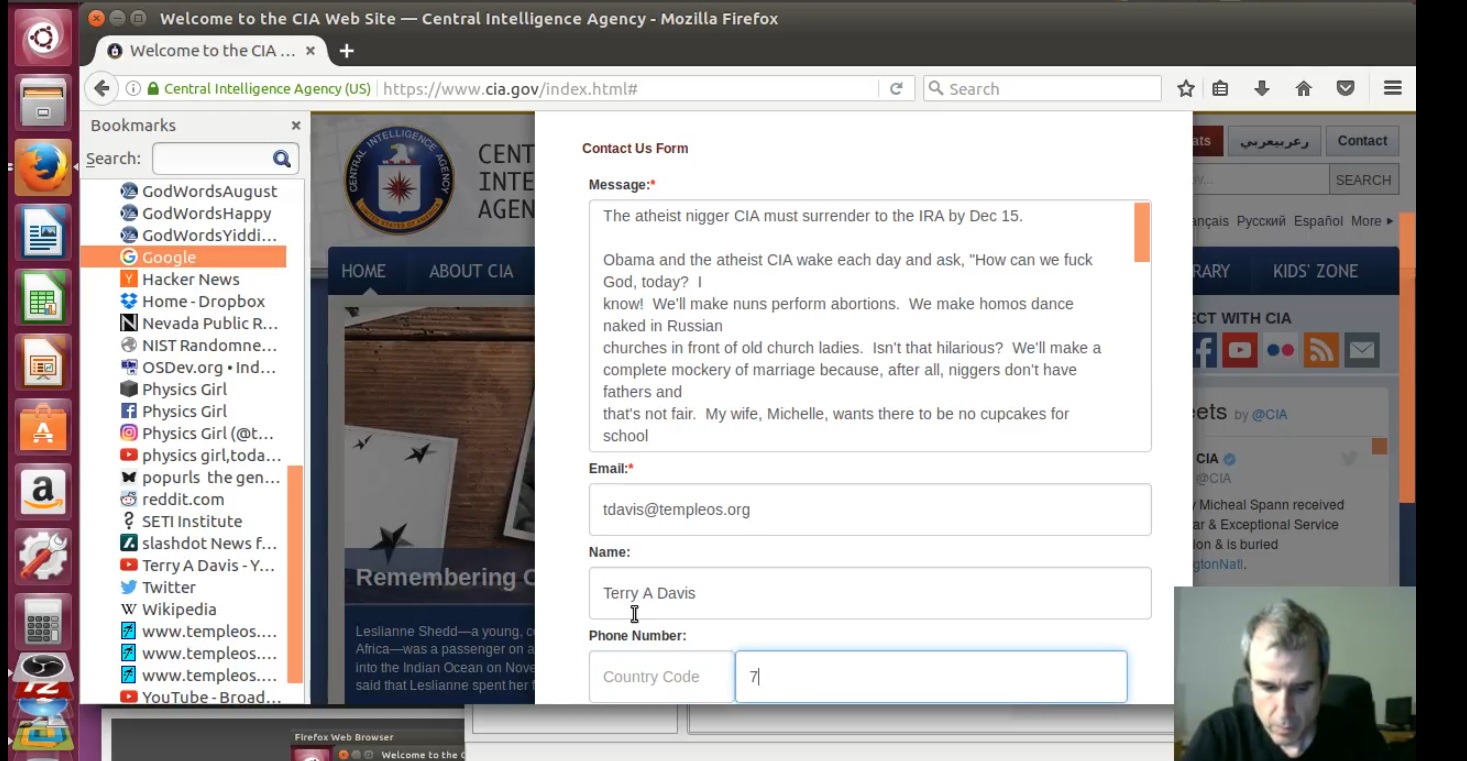 Welcome to the CIA Web Site — Central Intelligence Agency - Mozilla Firefox
Welcome to the CIA ...
Central Intelligence Agency (US)
https://www.cia.gov/index.html#
Search
Bookmarks
Search:
GodWordsAugust
GodWordsHappy
GodWordsYiddi...
Google
Hacker News
Home - Dropbox
Nevada Public R...
NIST Randomne...
OSDev.org • Ind...
Physics Girl
Physics Girl
Physics Girl (@t...
physics girl,toda...
popurls the gen...
reddit.com
SETI Institute
slashdot News f...
Terry A Davis - Y...
Twitter
Wikipedia
www.templeos....
www.templeos....
www.templeos....
YouTube - Broad...
CENTRAL INTELLIGENCE AGENCY
UNITED STATES OF AMERICA
CENT
INTE
AGEN
HOME
ABOUT CIA
Remembering C
Leslianne Shedd—a young, c
Africa—was a passenger on a
into the Indian Ocean on Nove
said that Leslianne spent her f
Contact Us Form
Message:*
The atheist nigger CIA must surrender to the IRA by Dec 15.
Obama and the atheist CIA wake each day and ask, "How can we fuck
God, today?  I
know!  We'll make nuns perform abortions.  We make homos dance
naked in Russian
churches in front of old church ladies.  Isn't that hilarious?  We'll make a
complete mockery of marriage because, after all, niggers don't have
fathers and
that's not fair.  My wife, Michelle, wants there to be no cupcakes for
school
Email:*
tdavis@templeos.org
Name:
Terry A Davis
Phone Number:
Country Code
7
ats
Contact
SEARCH
nçais Русский Español More
RARY
KIDS' ZONE
ECT WITH CIA
eets by @CIA
CIA
@CIA
y Micheal Spann received
ar & Exceptional Service
ion & is buried
gtonNatl.
Firefox Web Browser
Welcome to the C